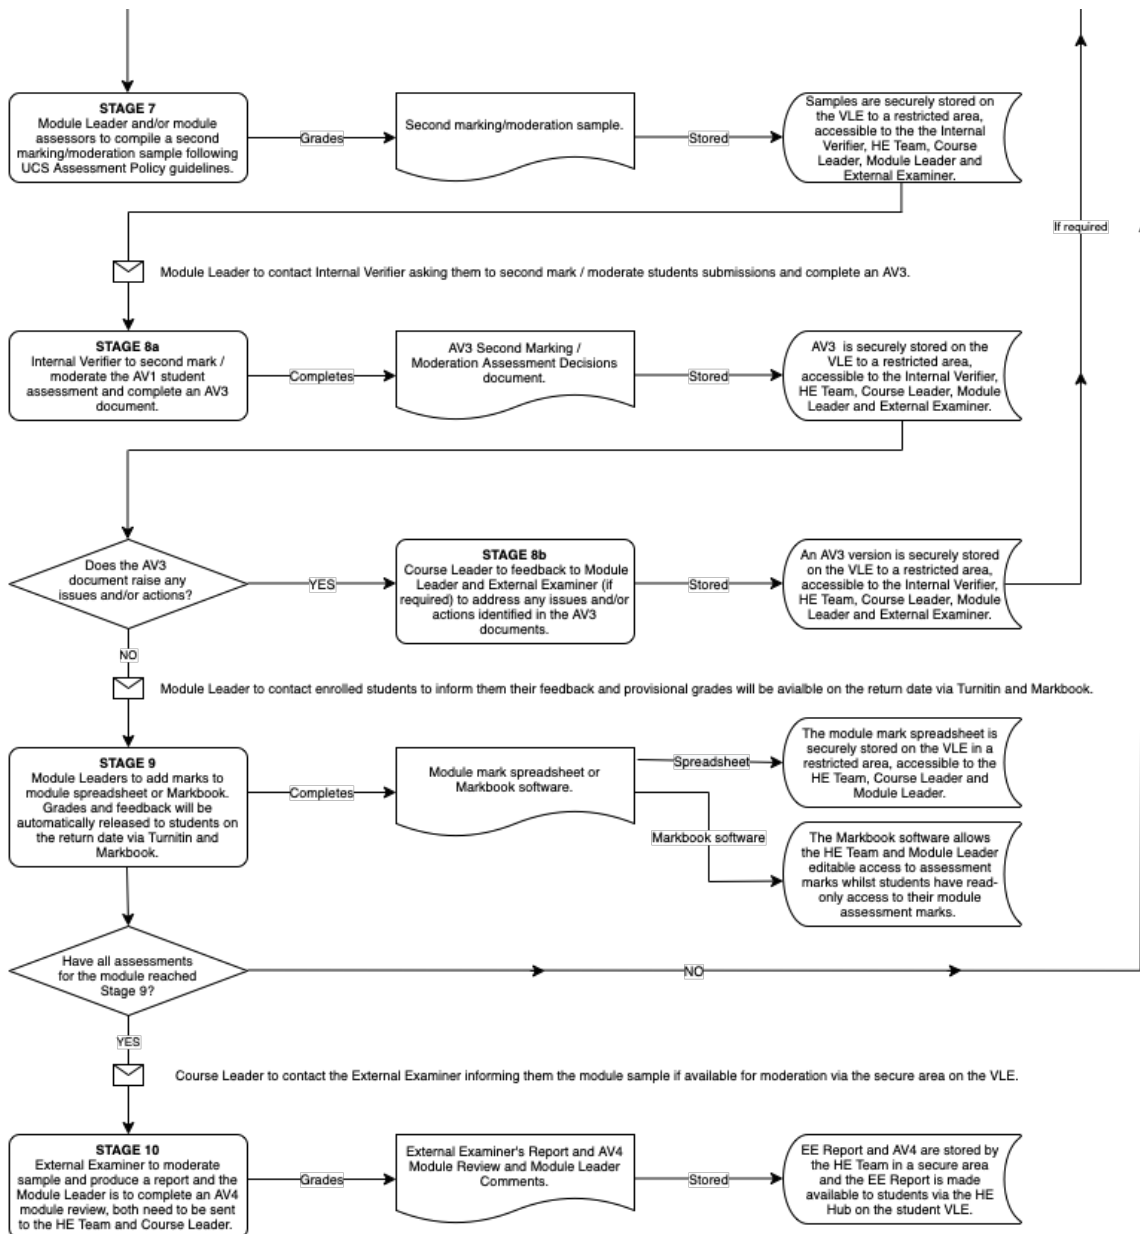 STAGE 7
Module Leader and/or module
assessors to compile a second
marking/moderation sample following
UCS Assessment Policy guidelines.
Grades
Second marking/moderation sample.
Stored
Samples are securely stored on
the VLE to a restricted area,
accessible to the the Internal
Verifier, HE Team, Course
Leader, Module Leader and
External Examiner.
If required
Module Leader to contact Internal Verifier asking them to second mark / moderate students submissions and complete an AV3.
STAGE 8a
Internal Verifier to second mark /
moderate the AV1 student
assessment and complete an AV3
document.
Completes
AV3 Second Marking /
Moderation Assessment Decisions
document.
Stored
AV3 is securely stored on the
VLE to a restricted area,
accessible to the Internal Verifier,
HE Team, Course Leader, Module
Leader and External Examiner.
Does the AV3
document raise any
issues and/or actions?
YES
STAGE 8b
Course Leader to feedback to Module
Leader and External Examiner (if
required) to address any issues and/or
actions identified in the AV3
documents.
Stored
An AV3 version is securely stored
on the VLE to a restricted area,
accessible to the Internal Verifier,
HE Team, Course Leader, Module
Leader and External Examiner.
NO
Module Leader to contact enrolled students to inform them their feedback and provisional grades will be avialble on the return date via Turnitin and Markbook.
STAGE 9
Module Leaders to add marks to
module spreadsheet or Markbook.
Grades and feedback will be
automatically released to students on
the return date via Turnitin and
Markbook.
Completes
Module mark spreadsheet or
Markbook software.
Spreadsheet
The module mark spreadsheet is
securely stored on the VLE in a
restricted area, accessible to the
HE Team, Course Leader and
Module Leader.
Markbook software
The Markbook software allows
the HE Team and Module Leader
editable access to assessment
marks whilst students have read-
only access to their module
assessment marks.
Have all assessments
for the module reached
Stage 9?
NO
YES
Course Leader to contact the External Examiner informing them the module sample if available for moderation via the secure area on the VLE.
STAGE 10
External Examiner to moderate
sample and produce a report and the
Module Leader is to complete an AV4
module review, both need to be sent
to the HE Team and Course Leader.
Grades
External Examiner's Report and AV4
Module Review and Module Leader
Comments.
Stored
EE Report and AV4 are stored by
the HE Team in a secure area
and the EE Report is made
available to students via the HE
Hub on the student VLE.